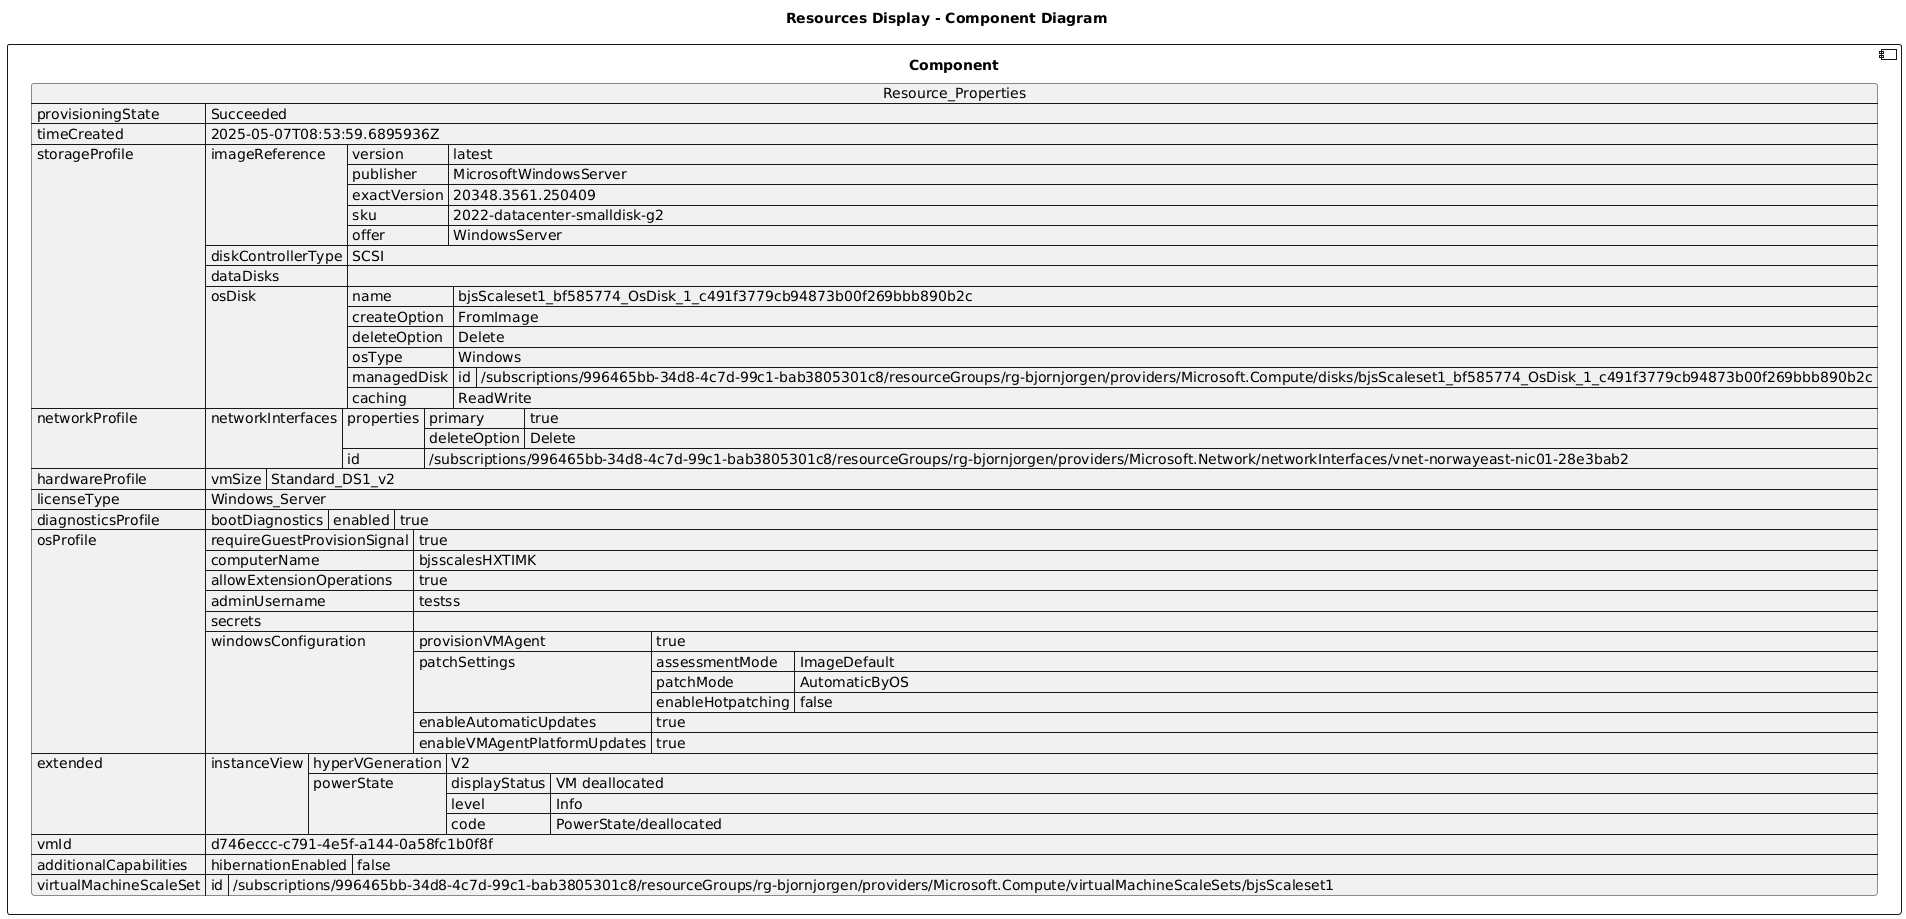 Resources Display - Component Diagram
Component
Resource_Properties
provisioningState Succeeded
timeCreated 2025-05-07T08:53:59.6895936Z
storageProfile imageReference version latest
publisher MicrosoftWindowsServer
exactVersion 20348.3561.250409
sku 2022-datacenter-smalldisk-g2
offer WindowsServer
diskControllerType SCSI
dataDisks
osDisk name bjsScaleset1_bf585774_OsDisk_1_c491f3779cb94873b00f269bbb890b2c
createOption FromImage
deleteOption Delete
osType Windows
managedDisk id /subscriptions/996465bb-34d8-4c7d-99c1-bab3805301c8/resourceGroups/rg-bjornjorgen/providers/Microsoft.Compute/disks/bjsScaleset1_bf585774_OsDisk_1_c491f3779cb94873b00f269bbb890b2c
caching ReadWrite
networkProfile networkInterfaces properties primary true
deleteOption Delete
id /subscriptions/996465bb-34d8-4c7d-99c1-bab3805301c8/resourceGroups/rg-bjornjorgen/providers/Microsoft.Network/networkInterfaces/vnet-norwayeast-nic01-28e3bab2
hardwareProfile vmSize Standard_DS1_v2
licenseType Windows_Server
diagnosticsProfile bootDiagnostics enabled true
osProfile requireGuestProvisionSignal true
computerName bjsscalesHXTIMK
allowExtensionOperations true
adminUsername testss
secrets
windowsConfiguration provisionVMAgent true
patchSettings assessmentMode ImageDefault
patchMode AutomaticByOS
enableHotpatching false
enableAutomaticUpdates true
enableVMAgentPlatformUpdates true
extended instanceView hyperVGeneration V2
powerState displayStatus VM deallocated
level Info
code PowerState/deallocated
vmId d746eccc-c791-4e5f-a144-0a58fc1b0f8f
additionalCapabilities hibernationEnabled false
virtualMachineScaleSet id /subscriptions/996465bb-34d8-4c7d-99c1-bab3805301c8/resourceGroups/rg-bjornjorgen/providers/Microsoft.Compute/virtualMachineScaleSets/bjsScaleset1